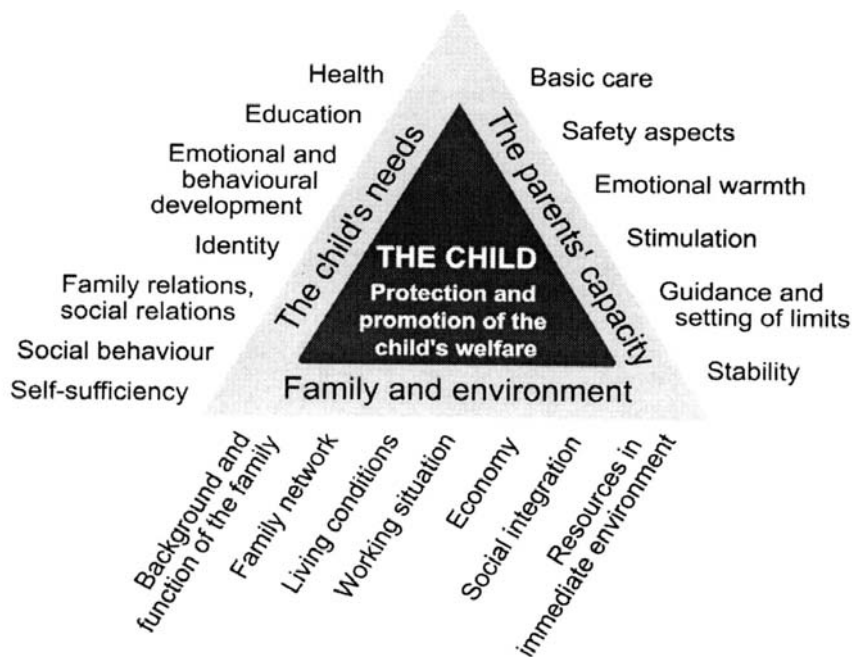 Health
Education
Emotional and
behavioural
development
Identity
Family relations,
social relations
Social behaviour
Self-sufficiency
The child's needs
THE CHILD
Protection and
promotion of the
child's welfare
The parents' capacity
Basic care
Safety aspects
Emotional warmth
Stimulation
Guidance and
setting of limits
Stability
Family and environment
Background and
function of the family
Family network
Living conditions
Working situation
Economy
Social integration
Resources in
immediate environment